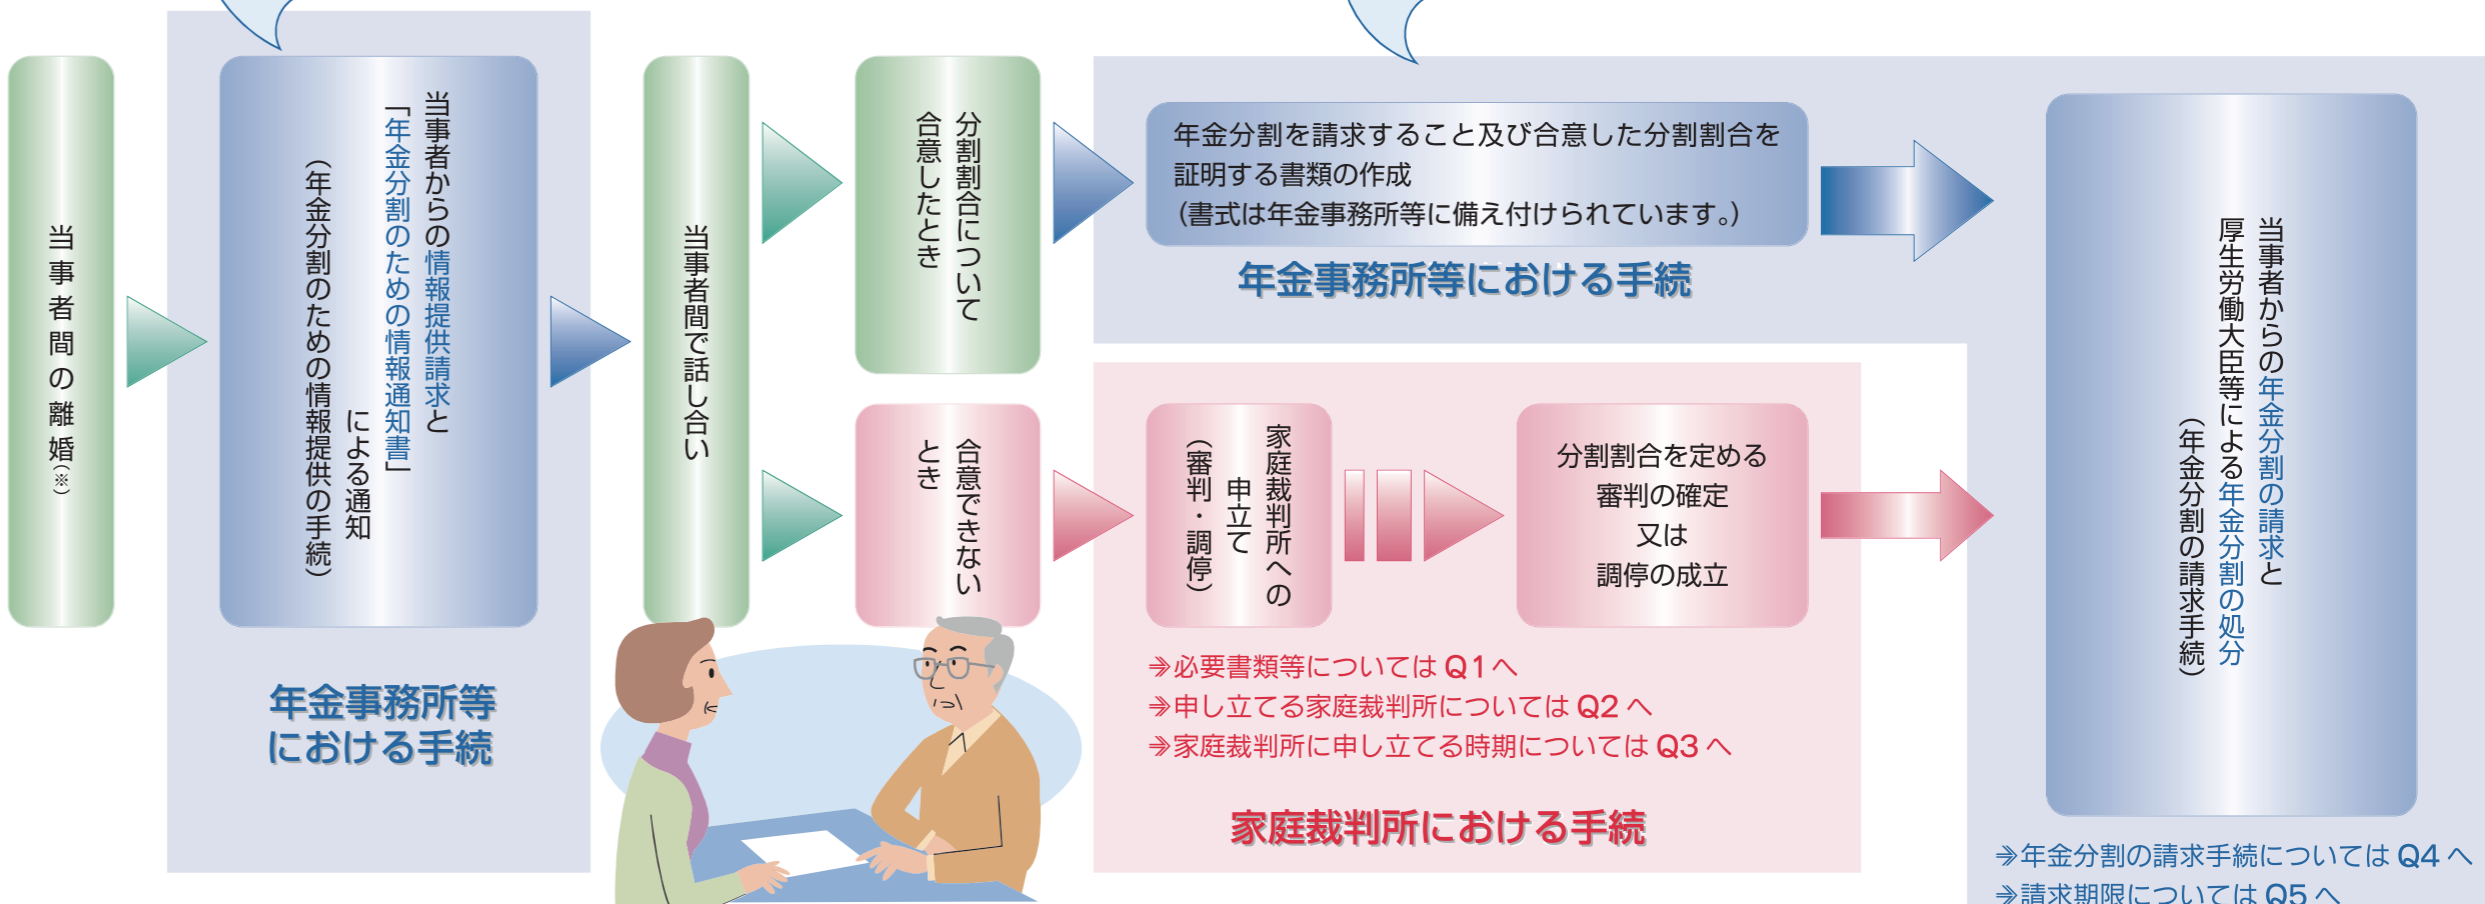 当事者間の離婚(※)
当事者からの情報提供請求と
「年金分割のための情報通知書」
による通知
(年金分割のための情報提供の手続)
年金事務所等
における手続
当事者間で話し合い
分割割合について
合意したとき
年金分割を請求すること及び合意した分割割合を
証明する書類の作成
(書式は年金事務所等に備え付けられています。)
年金事務所等における手続
合意できない
とき
家庭裁判所への
申立て
(審判・調停)
分割割合を定める
審判の確定
又は
調停の成立
⇒必要書類等についてはQ1へ
⇒申し立てる家庭裁判所についてはQ2へ
⇒家庭裁判所に申し立てる時期についてはQ3へ
家庭裁判所における手続
当事者からの年金分割の請求と
厚生労働大臣等による年金分割の処分
(年金分割の請求手続)
⇒年金分割の請求手続についてはQ4へ
⇒請求期限についてはQ5へ